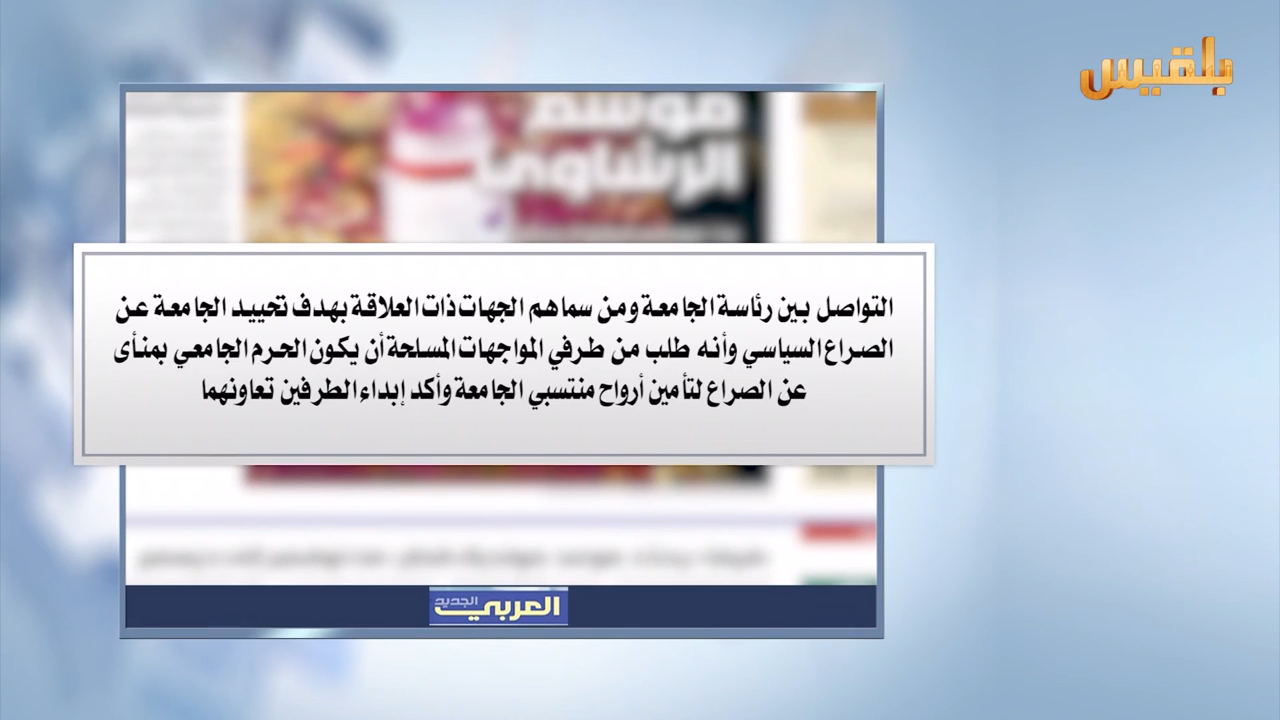 بلقيس
موسم
الرشاوى
التواصل بين رئاسة الجامعة ومن سماهم الجهات ذات العلاقة بهدف تحييد الجامعة عن
الصراع السياسي وأنه طلب من طرفي المواجهات المسلحة أن يكون الحرم الجامعي بمنأى
عن الصراع لتأمين أرواح منتسبي الجامعة وأكد إبداء الطرفين تعاونهما
العربي الجديد